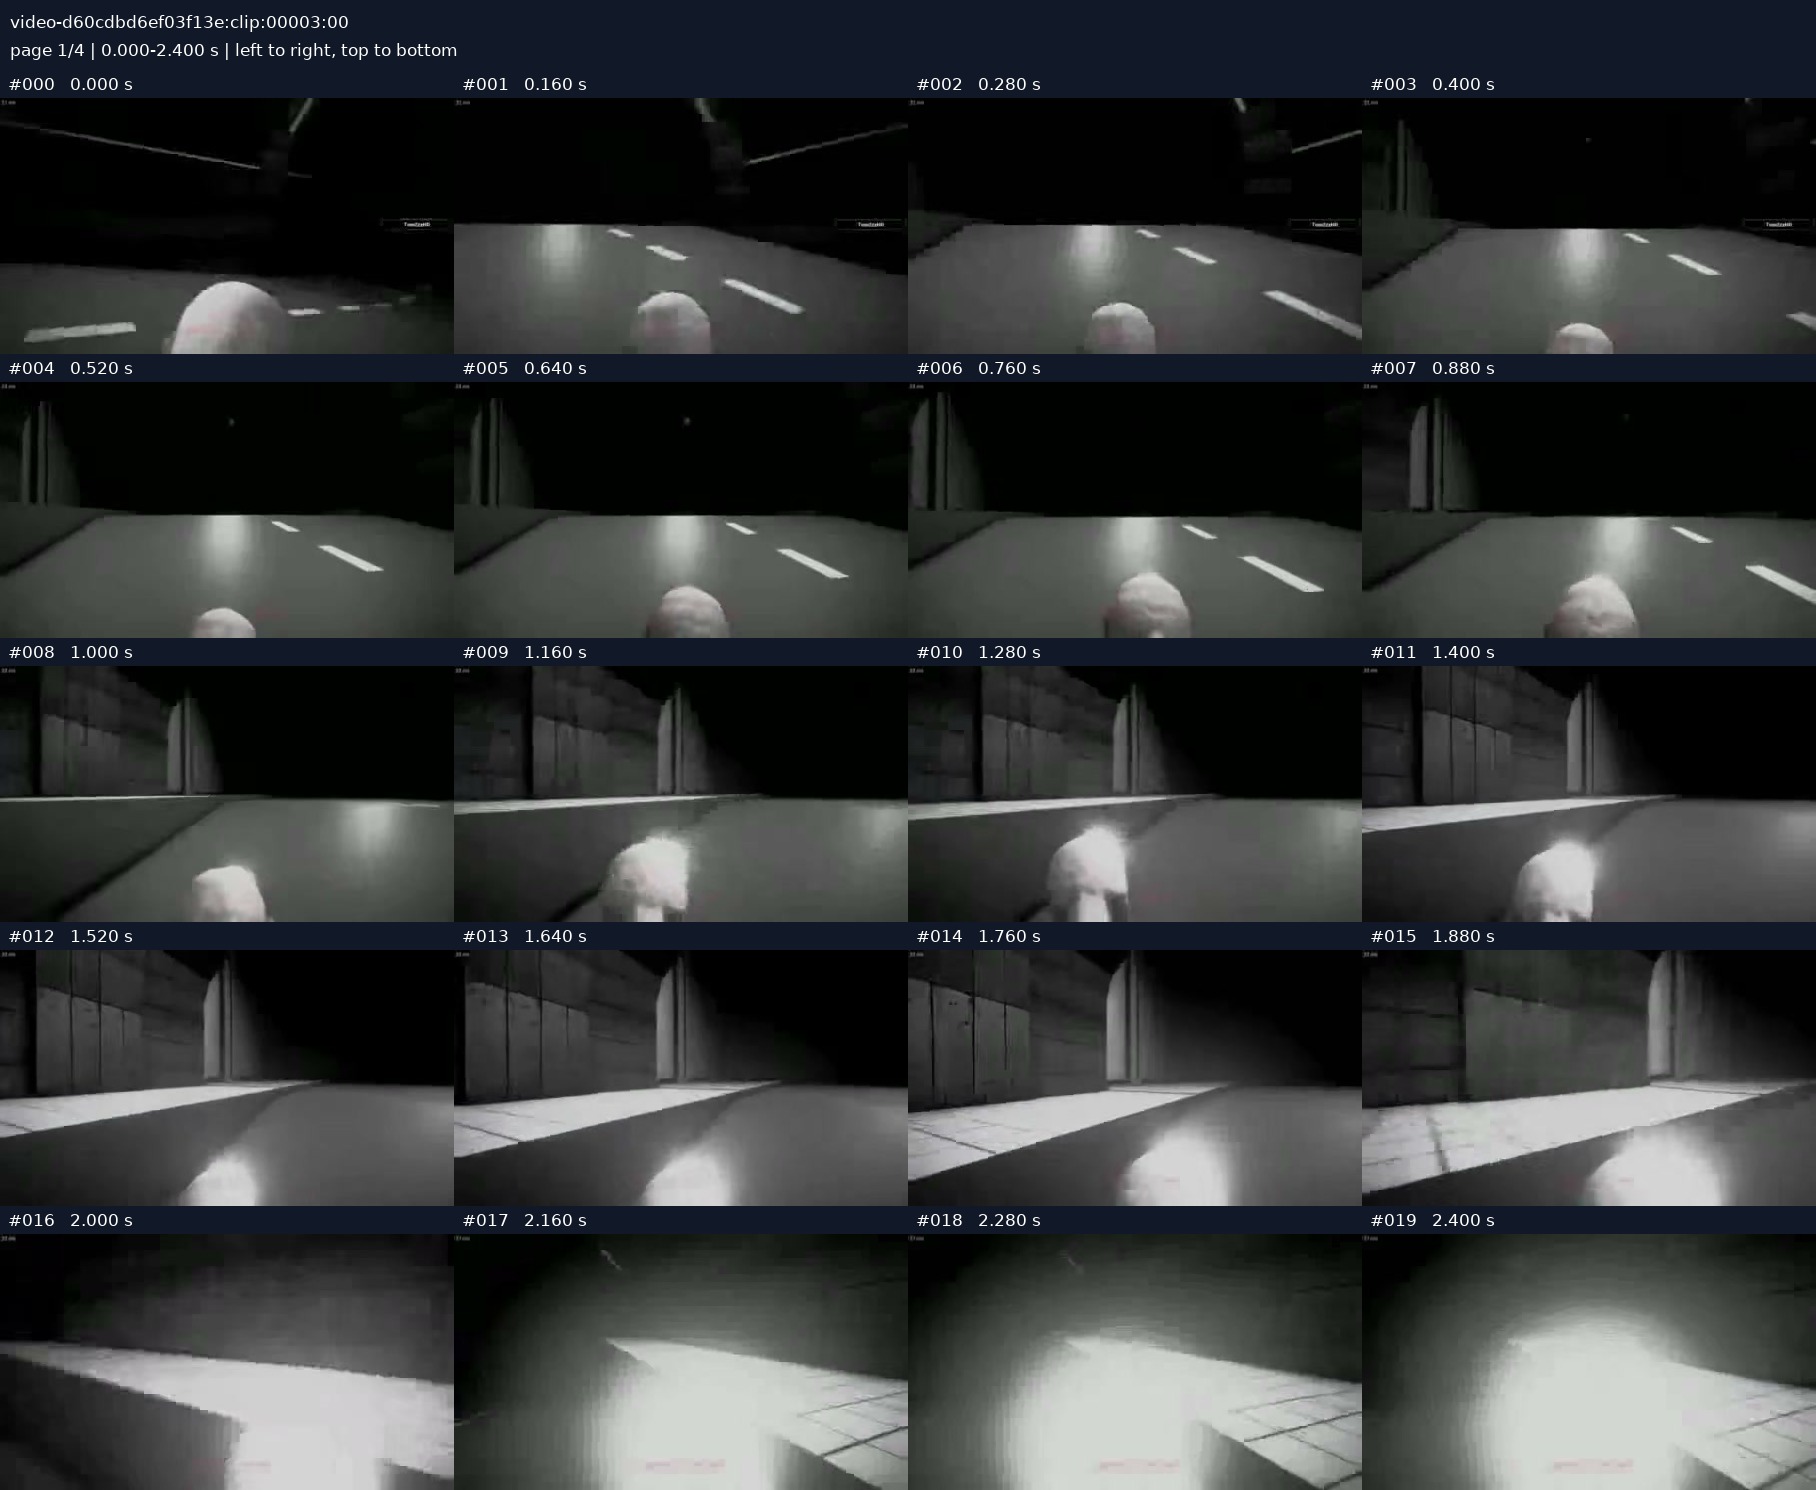 video-d60cdbd6ef03f13e:clip:00003:00
page 1/4 | 0.000-2.400 s | left to right, top to bottom
#000 0.000 s
#001 0.160 s
#002 0.280 s
#003 0.400 s
#004 0.520 s
#005 0.640 s
#006 0.760 s
#007 0.880 s
#008 1.000 s
#009 1.160 s
#010 1.280 s
#011 1.400 s
#012 1.520 s
#013 1.640 s
#014 1.760 s
#015 1.880 s
#016 2.000 s
#017 2.160 s
#018 2.280 s
#019 2.400 s